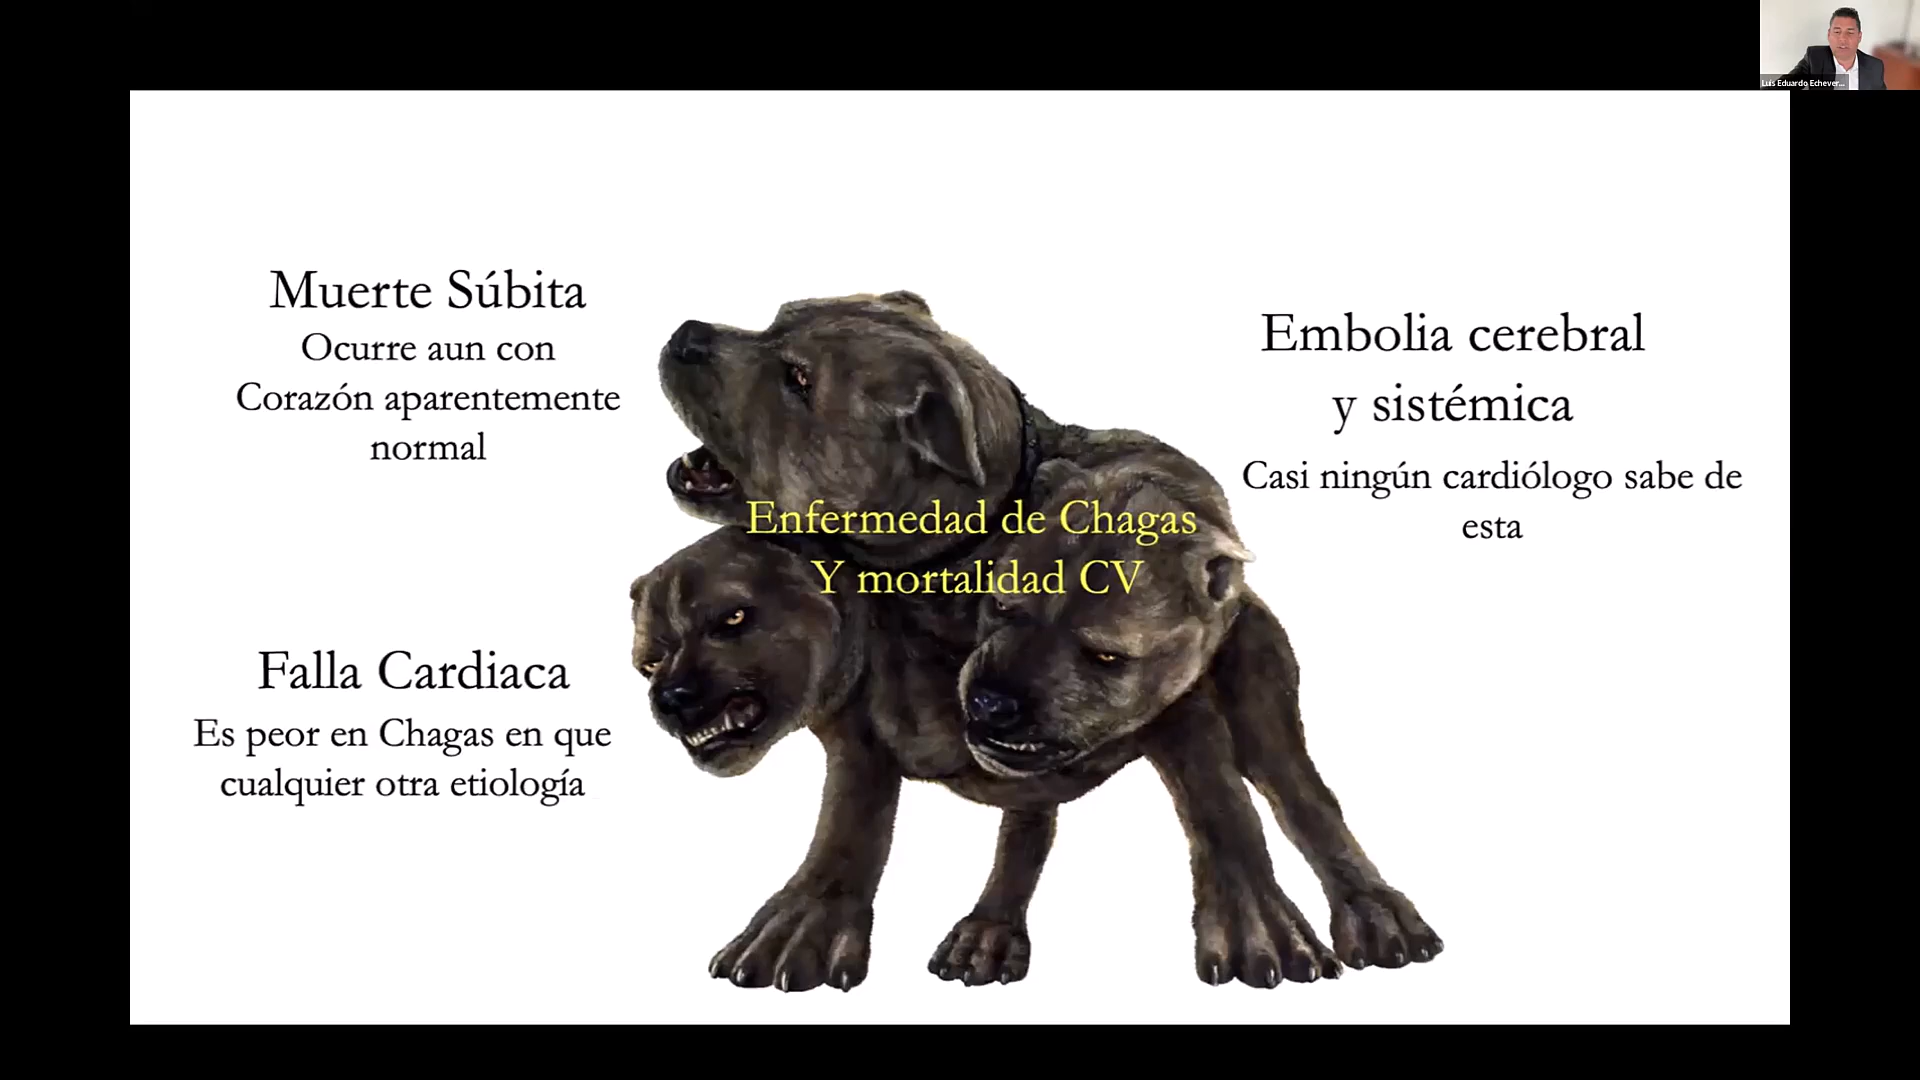 Luis Eduardo Echever...
Muerte Súbita
Ocurre aun con
Corazón aparentemente
normal
Embolia cerebral
y sistémica
Casi ningún cardiólogo sabe de
esta
Enfermedad de Chagas
Y mortalidad CV
Falla Cardiaca
Es peor en Chagas en que
cualquier otra etiología